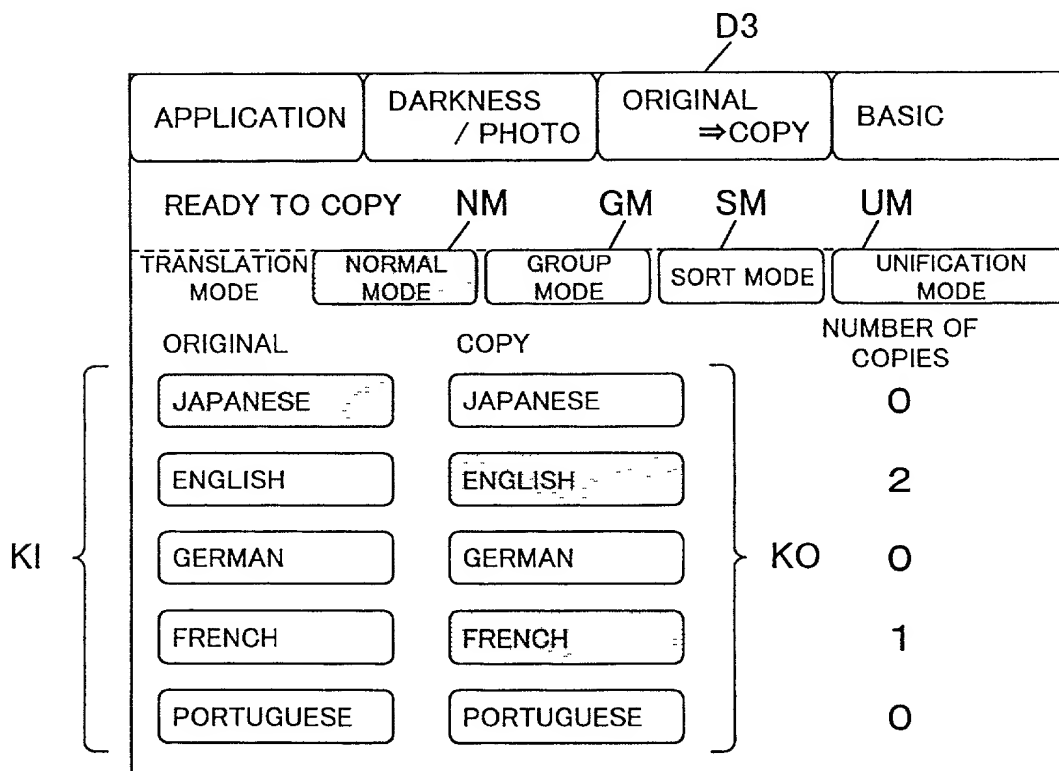 D3
APPLICATION
DARKNESS
/ PHOTO
ORIGINAL
⇒COPY
BASIC
READY TO COPY
NM
GM
SM
UM
TRANSLATION
MODE
NORMAL
MODE
GROUP
MODE
SORT MODE
UNIFICATION
MODE
ORIGINAL
COPY
NUMBER OF
COPIES
JAPANESE
JAPANESE
0
ENGLISH
ENGLISH
2
KI
GERMAN
GERMAN
KO
0
FRENCH
FRENCH
1
PORTUGUESE
PORTUGUESE
0